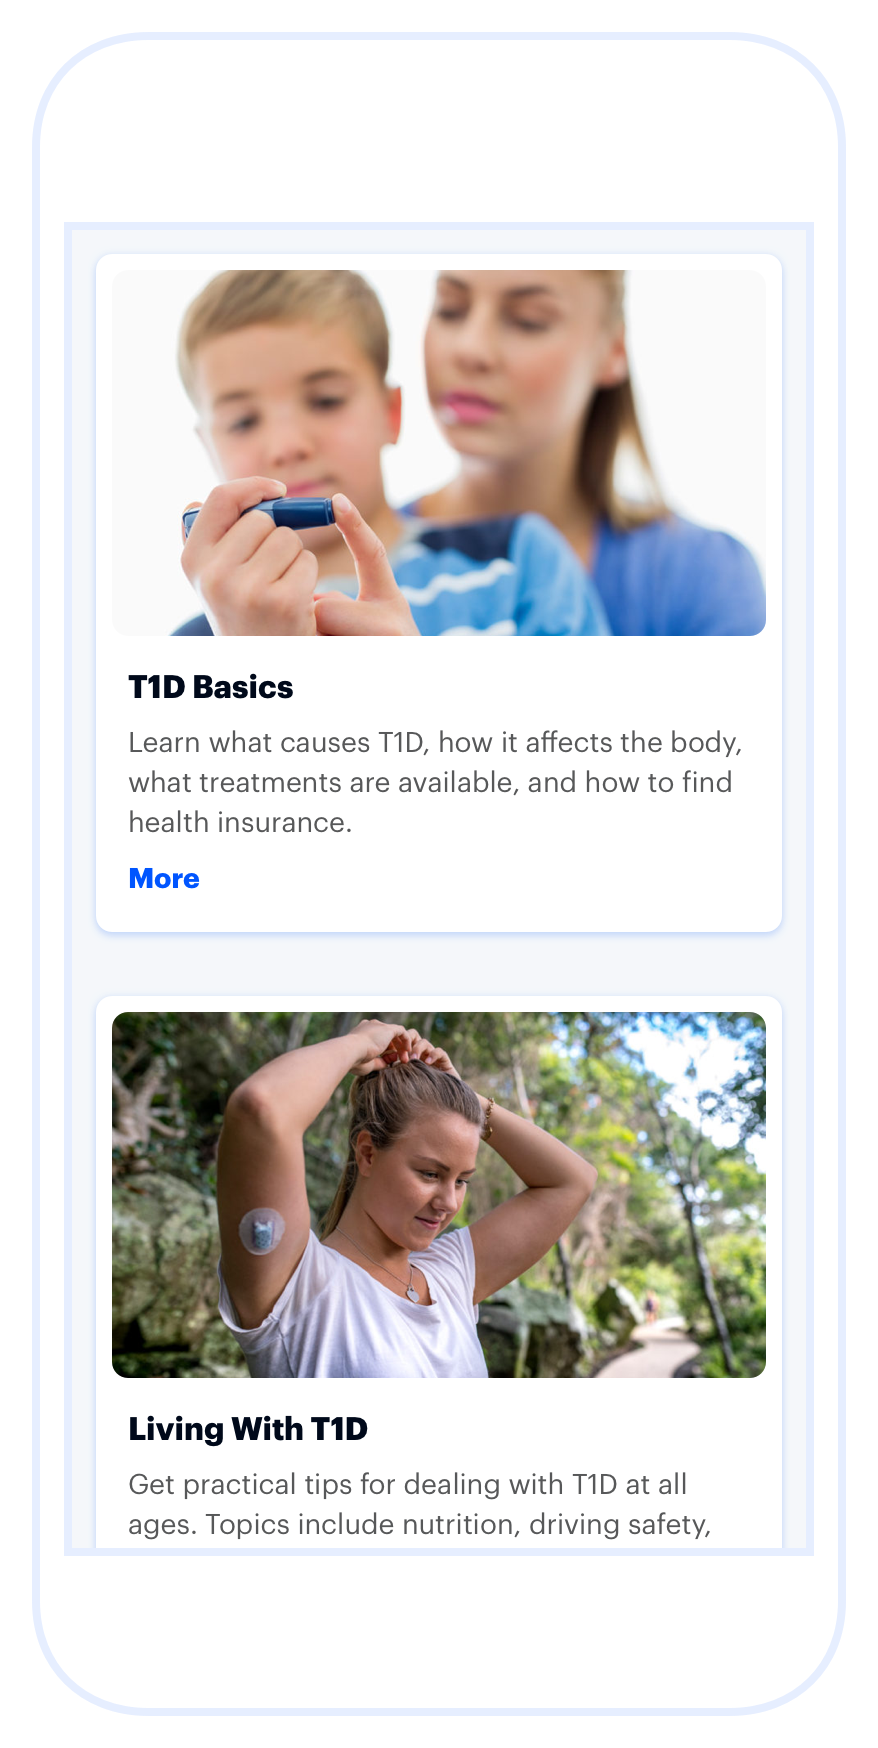 T1D Basics
Learn what causes T1D, how it affects the body,
what treatments are available, and how to find
health insurance.
More
Living With T1D
Get practical tips for dealing with T1D at all
ages. Topics include nutrition, driving safety,